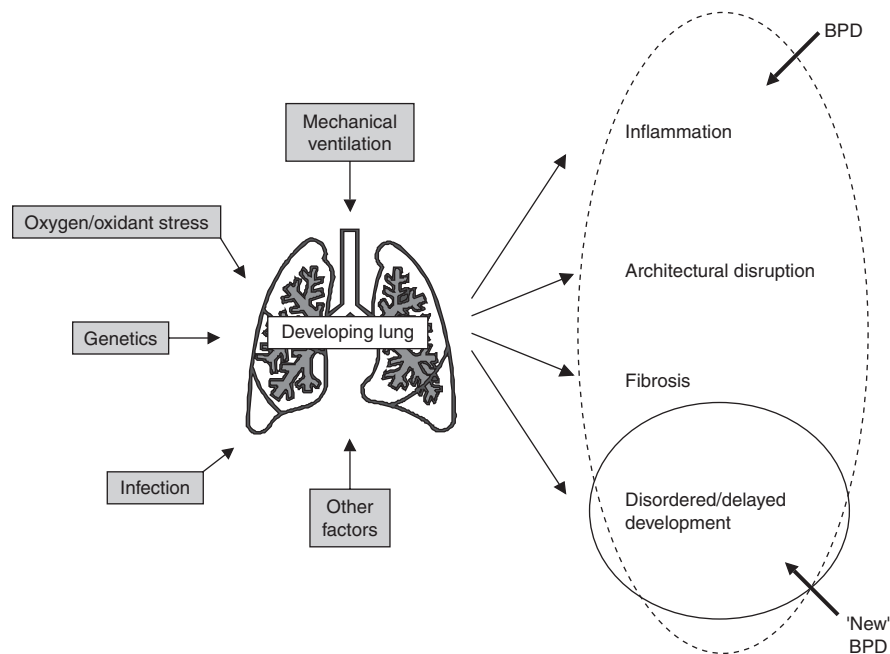 BPD
Mechanical
ventilation
Inflammation
Oxygen/oxidant stress
Architectural disruption
Genetics
Developing lung
Fibrosis
Infection
Other
factors
Disordered/delayed
development
'New'
BPD